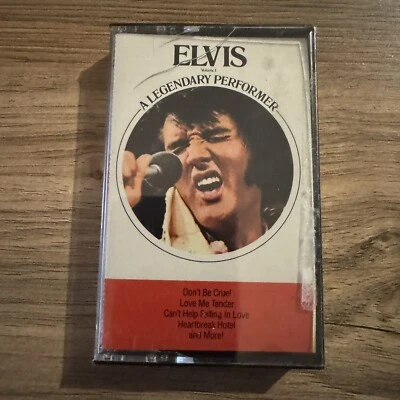 ELVIS
Volume 1
A LEGENDARY PERFORMER
Don't Be Cruel
Love Me Tender
Can't Help Falling In Love
Heartbreak Hotel
and More!